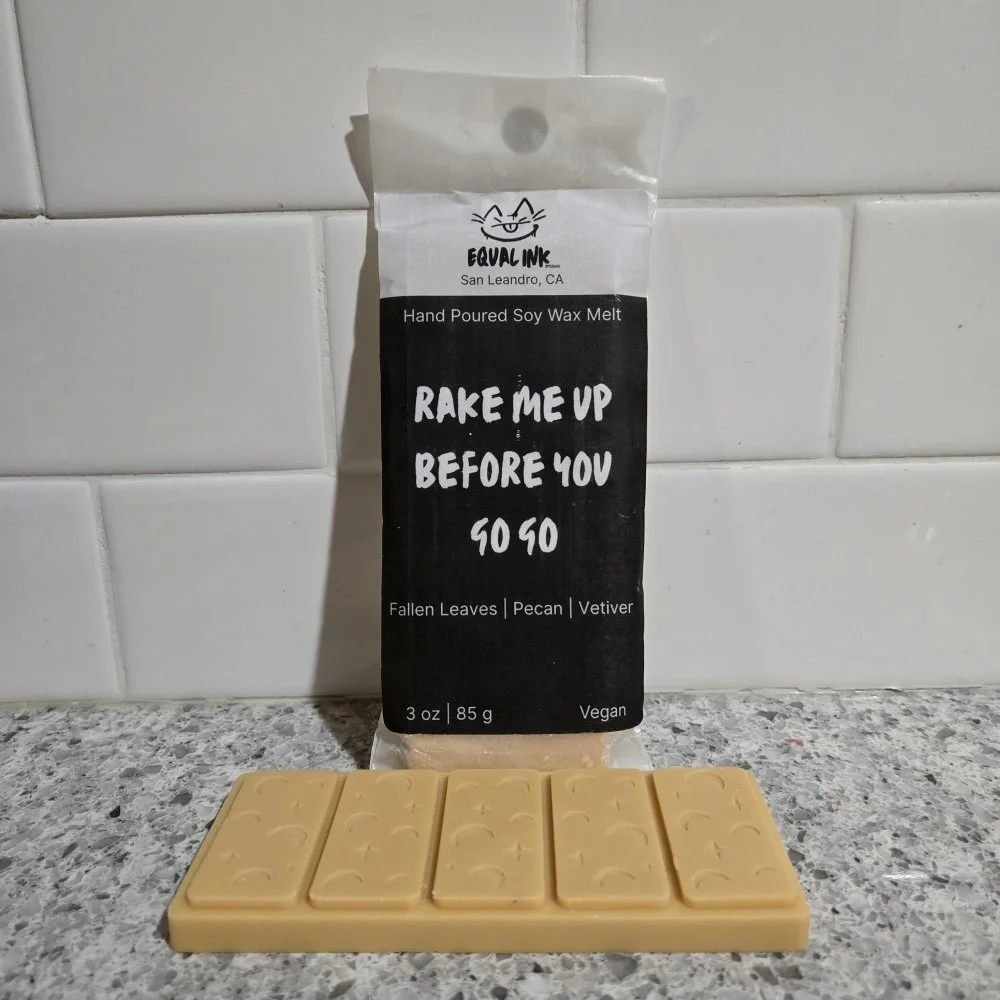 EQUAL INK
STUDIO
San Leandro, CA
Hand Poured Soy Wax Melt
RAKE ME UP
BEFORE YOU
GO GO
Fallen Leaves | Pecan | Vetiver
3 oz | 85 g Vegan